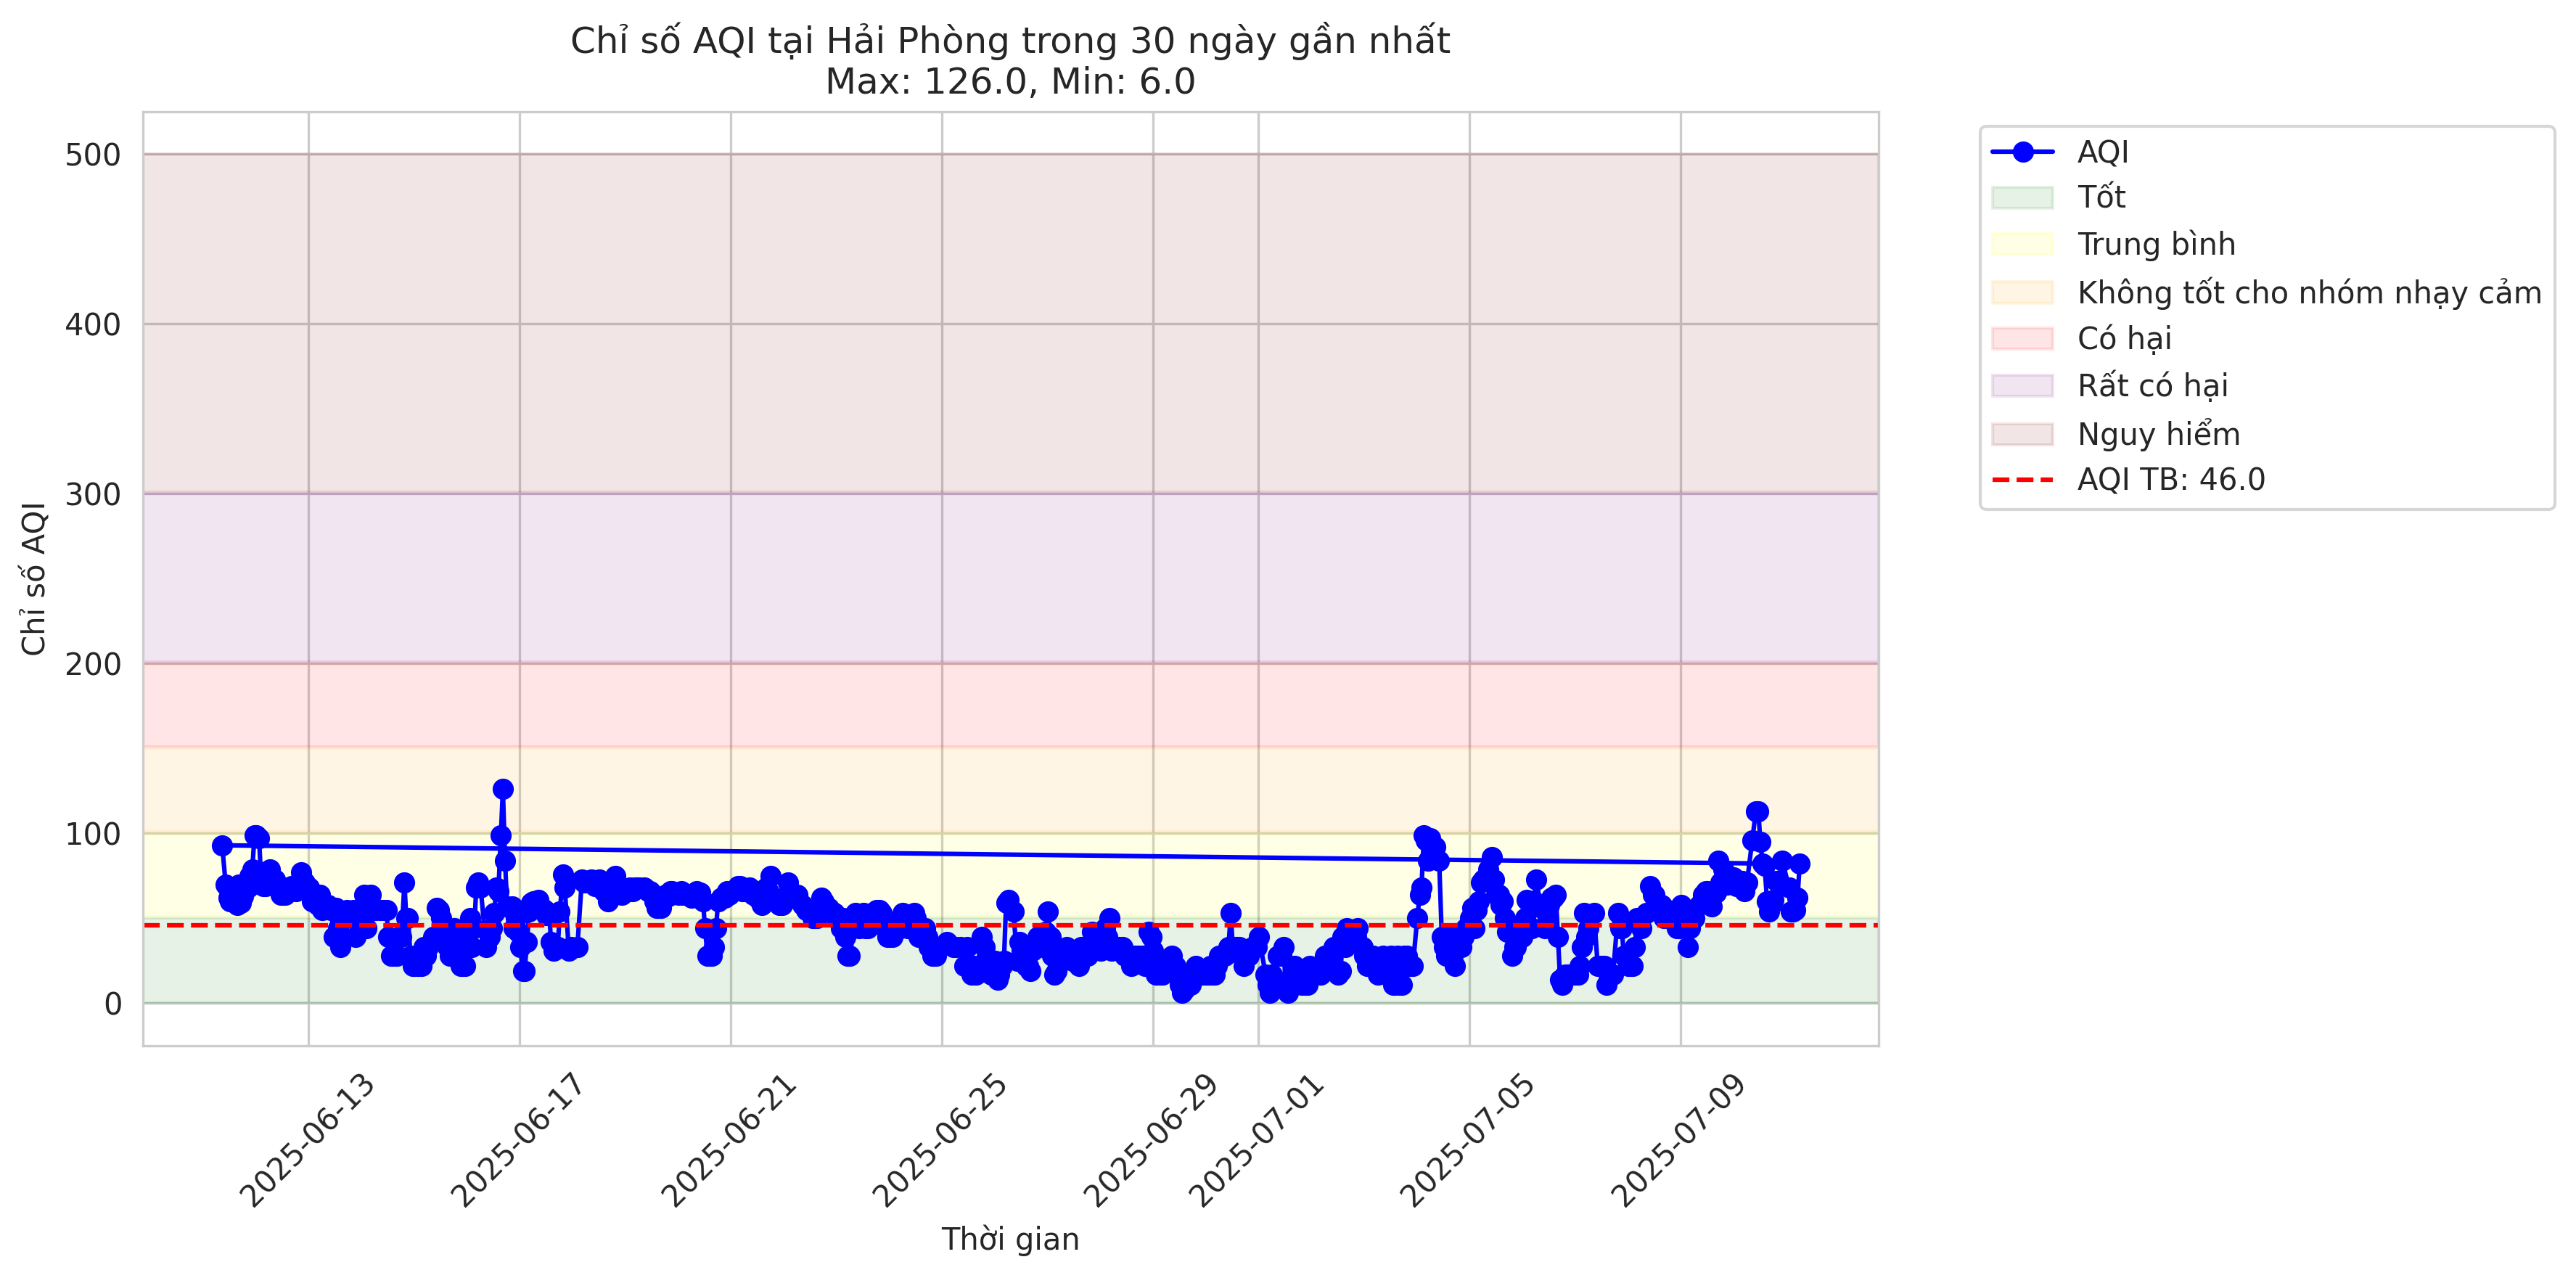 Chỉ số AQI tại Hải Phòng trong 30 ngày gần nhất
Max: 126.0, Min: 6.0
Chỉ số AQI
500
400
300
200
100
0
2025-06-13
2025-06-17
2025-06-21
2025-06-25
2025-06-29
2025-07-01
2025-07-05
2025-07-09
Thời gian
AQI
Tốt
Trung bình
Không tốt cho nhóm nhạy cảm
Có hại
Rất có hại
Nguy hiểm
AQI TB: 46.0